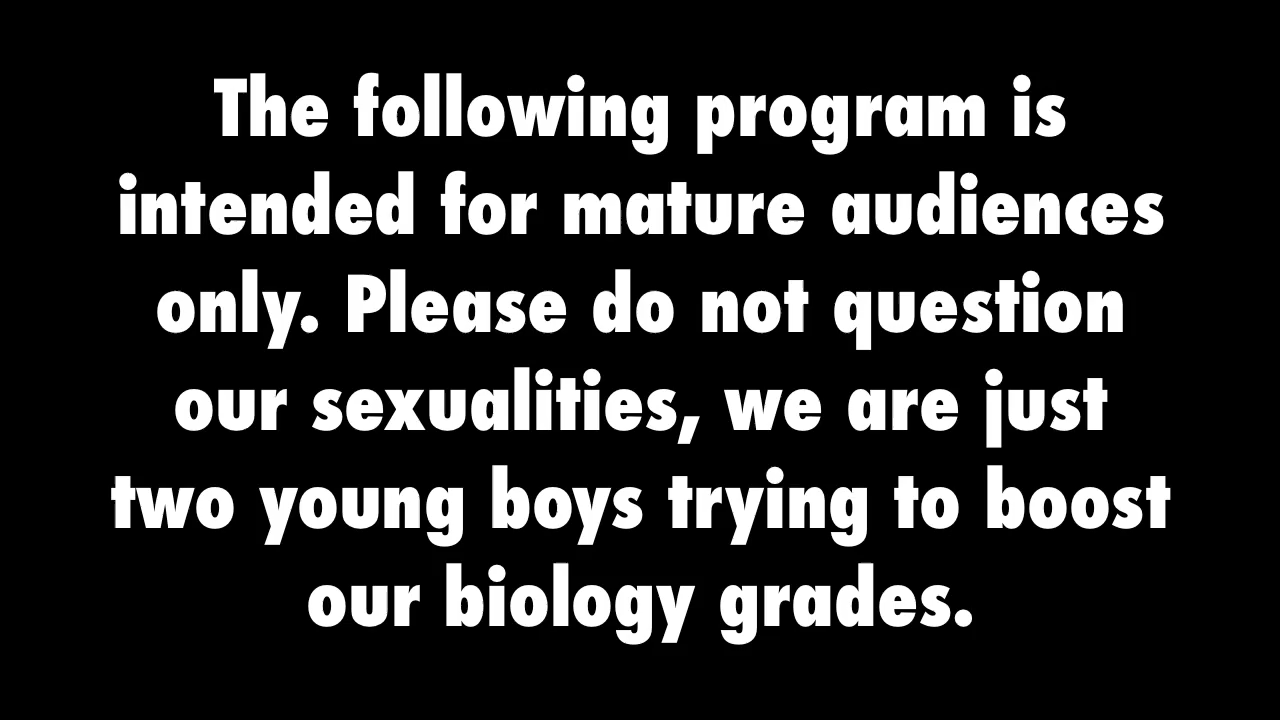 The following program is
intended for mature audiences
only. Please do not question
our sexualities, we are just
two young boys trying to boost
our biology grades.